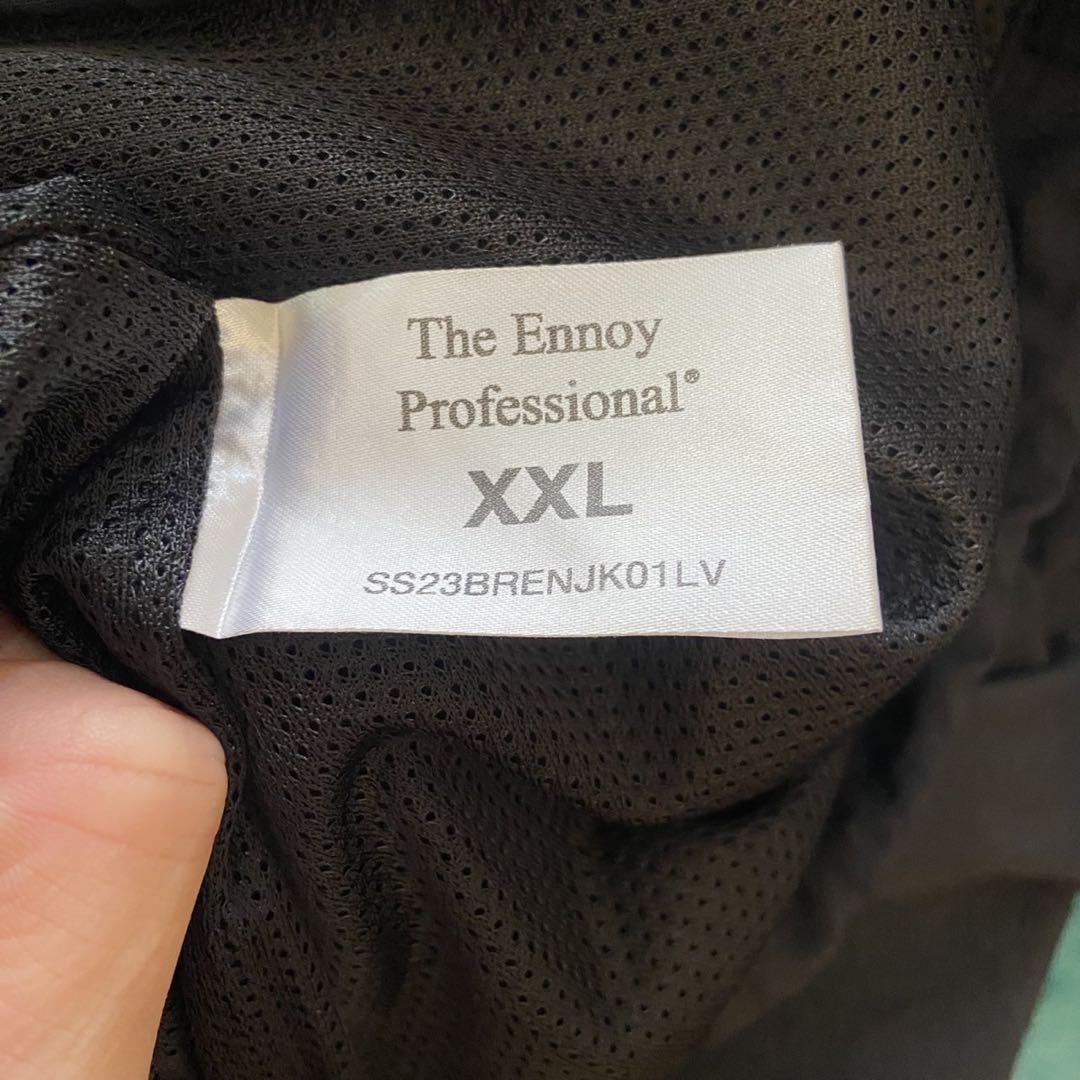 The Ennoy
Professional®
XXL
SS23BRENJK01LV